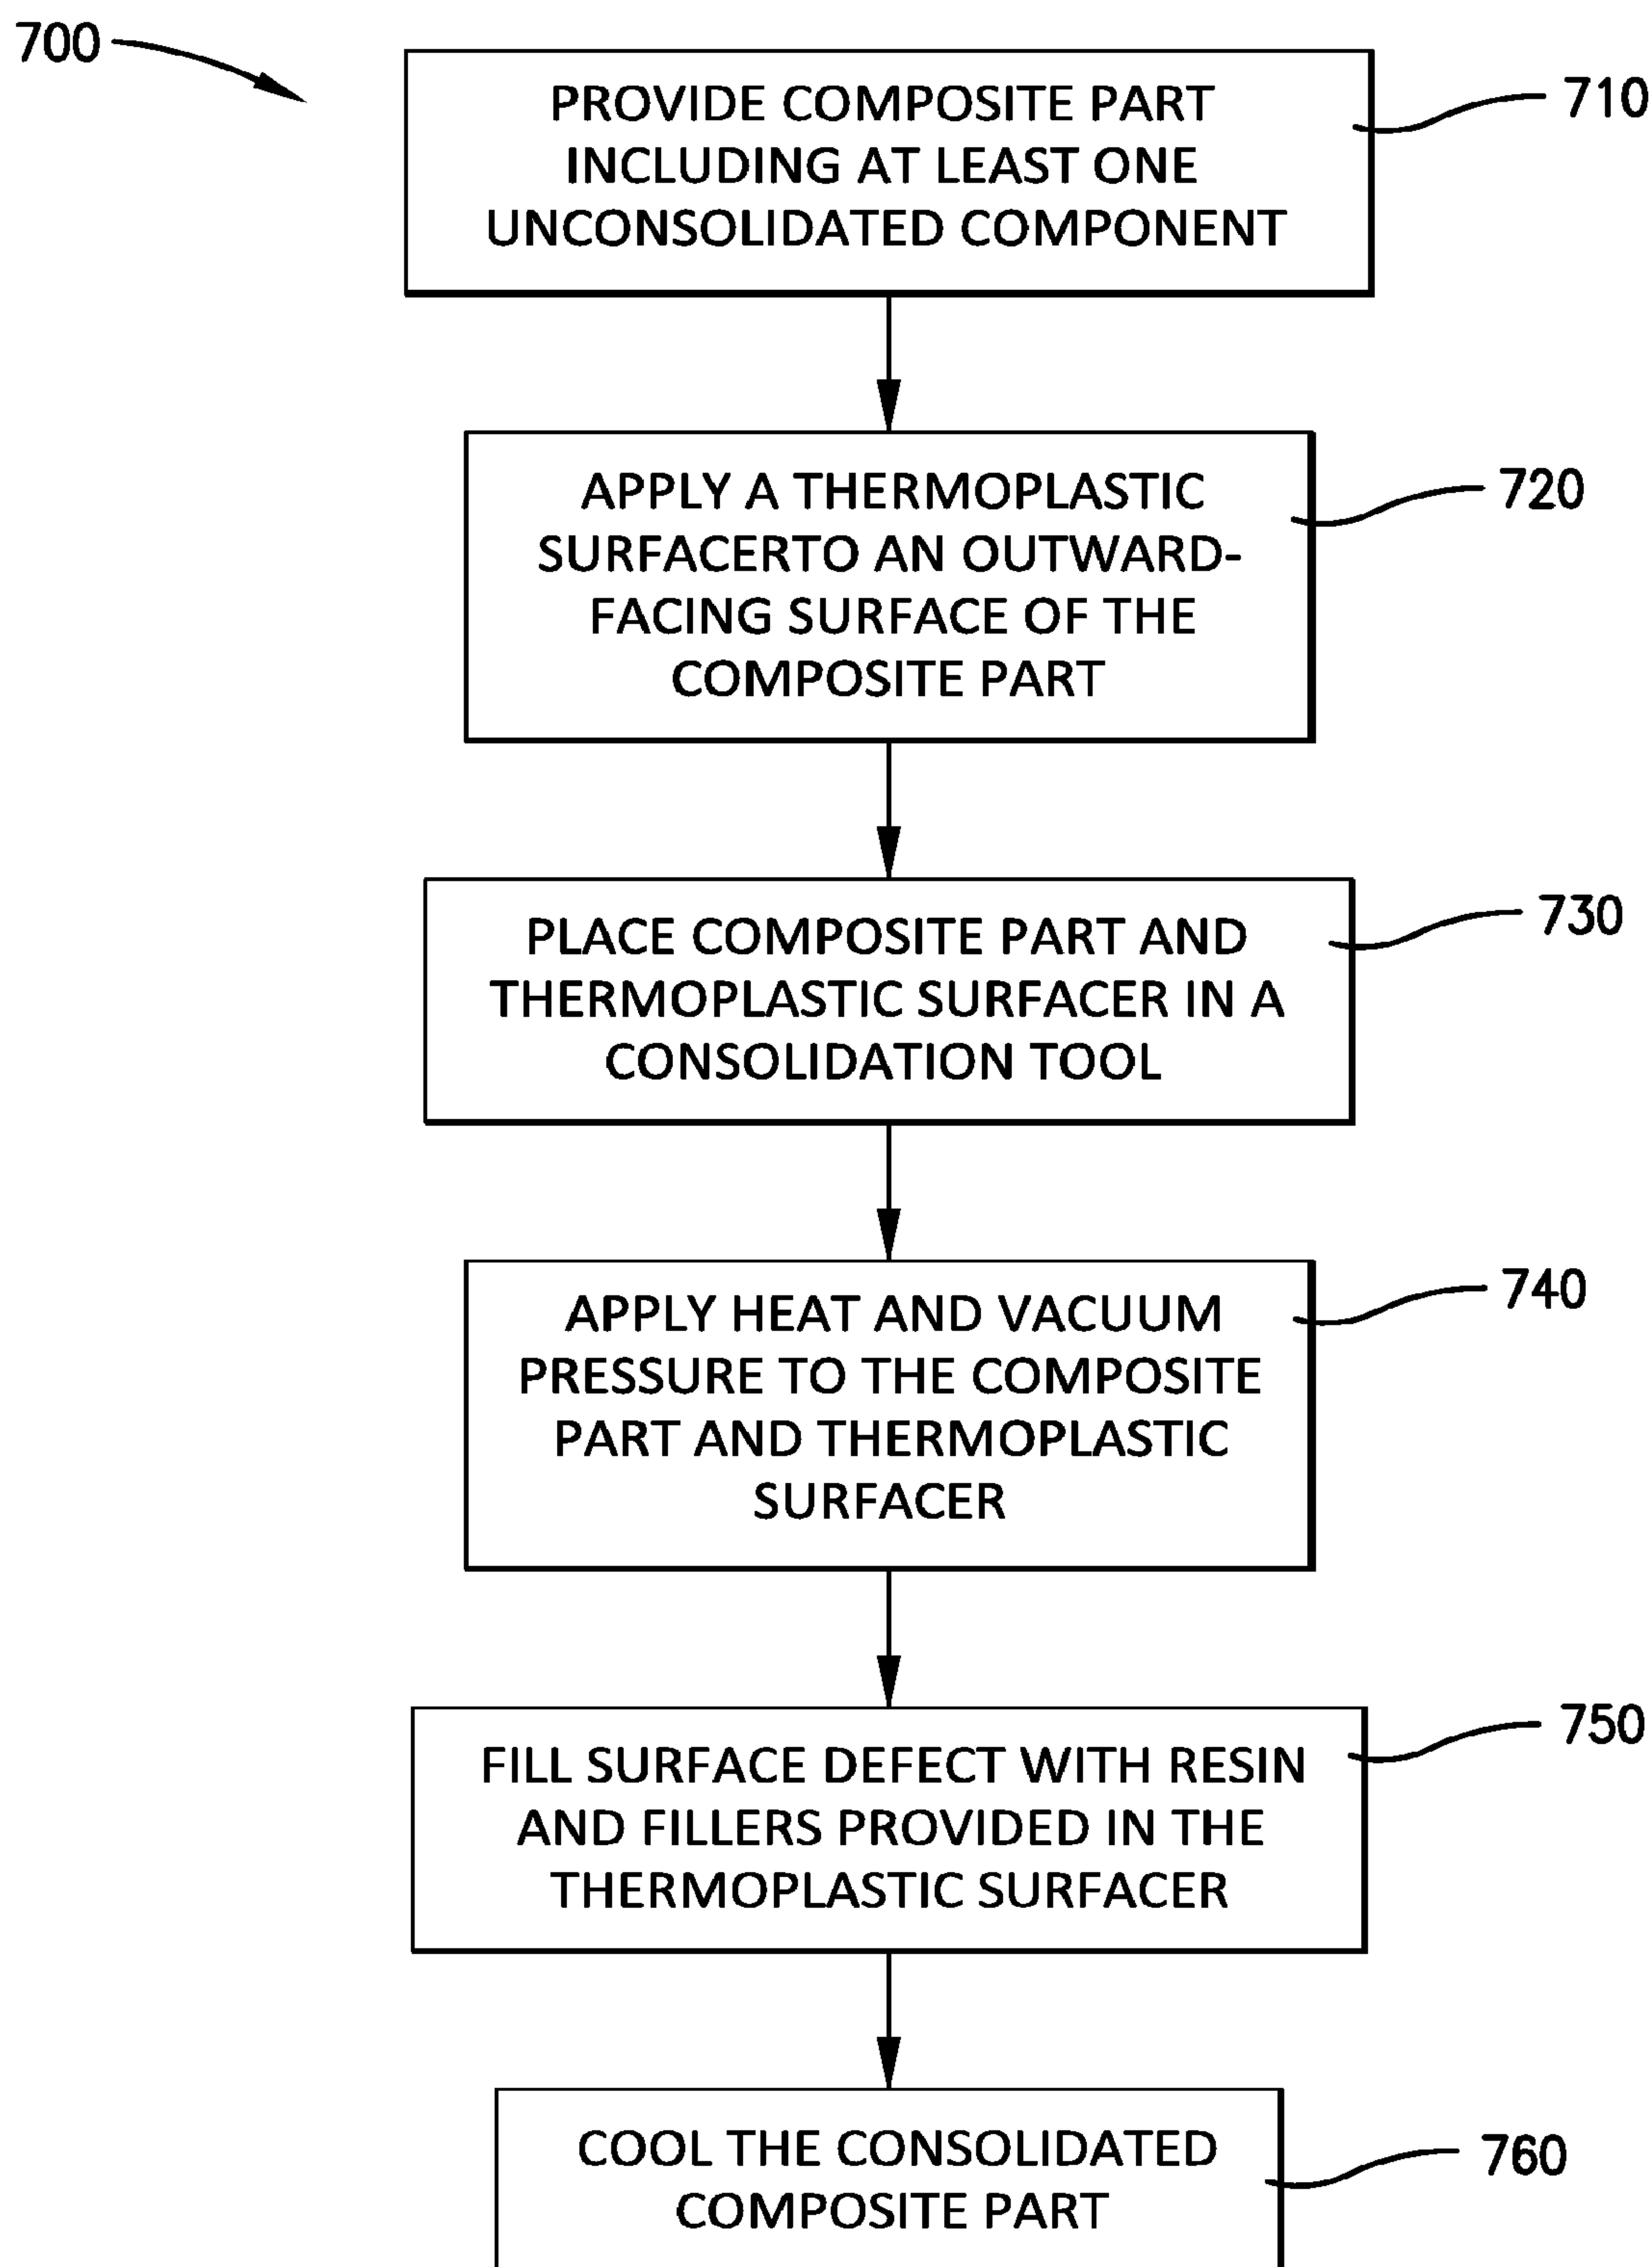 700
PROVIDE COMPOSITE PART
INCLUDING AT LEAST ONE
UNCONSOLIDATED COMPONENT
710
APPLY A THERMOPLASTIC
SURFACERTO AN OUTWARD-
FACING SURFACE OF THE
COMPOSITE PART
720
PLACE COMPOSITE PART AND
THERMOPLASTIC SURFACER IN A
CONSOLIDATION TOOL
730
APPLY HEAT AND VACUUM
PRESSURE TO THE COMPOSITE
PART AND THERMOPLASTIC
SURFACER
740
FILL SURFACE DEFECT WITH RESIN
AND FILLERS PROVIDED IN THE
THERMOPLASTIC SURFACER
750
COOL THE CONSOLIDATED
COMPOSITE PART
760